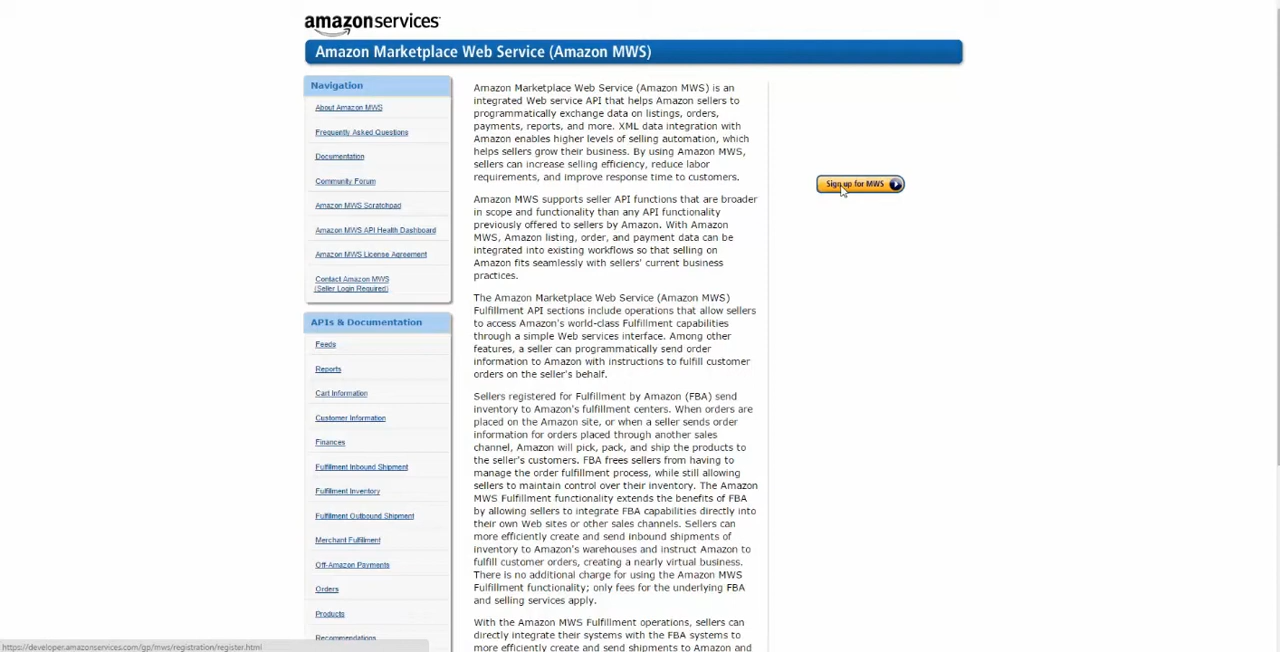 amazonservices
Amazon Marketplace Web Service (Amazon MWS)
Navigation
About Amazon MWS
Frequently Asked Questions
Documentation
Community Forum
Amazon MWS Scratchpad
Amazon MWS API Health Dashboard
Amazon MWS License Agreement
Contact Amazon MWS
(Seller Login Required)
APIs & Documentation
Feeds
Reports
Cart Information
Customer Information
Finances
Fulfillment Inbound Shipment
Fulfillment Inventory
Fulfillment Outbound Shipment
Merchant Fulfillment
Off-Amazon Payments
Orders
Products
Recommendations
Amazon Marketplace Web Service (Amazon MWS) is an
integrated Web service API that helps Amazon sellers to
programmatically exchange data on listings, orders,
payments, reports, and more. XML data integration with
Amazon enables higher levels of selling automation, which
helps sellers grow their business. By using Amazon MWS,
sellers can increase selling efficiency, reduce labor
requirements, and improve response time to customers.
Amazon MWS supports seller API functions that are broader
in scope and functionality than any API functionality
previously offered to sellers by Amazon. With Amazon
MWS, Amazon listing, order, and payment data can be
integrated into existing workflows so that selling on
Amazon fits seamlessly with sellers' current business
practices.
The Amazon Marketplace Web Service (Amazon MWS)
Fulfillment API sections include operations that allow sellers
to access Amazon's world-class Fulfillment capabilities
through a simple Web services interface. Among other
features, a seller can programmatically send order
information to Amazon with instructions to fulfill customer
orders on the seller's behalf.
Sellers registered for Fulfillment by Amazon (FBA) send
inventory to Amazon's fulfillment centers. When orders are
placed on the Amazon site, or when a seller sends order
information for orders placed through another sales
channel, Amazon will pick, pack, and ship the products to
the seller's customers. FBA frees sellers from having to
manage the order fulfillment process, while still allowing
sellers to maintain control over their inventory. The Amazon
MWS Fulfillment functionality extends the benefits of FBA
by allowing sellers to integrate FBA capabilities directly into
their own Web sites or other sales channels. Sellers can
more efficiently create and send inbound shipments of
inventory to Amazon's warehouses and instruct Amazon to
fulfill customer orders, creating a nearly virtual business.
There is no additional charge for using the Amazon MWS
Fulfillment functionality; only fees for the underlying FBA
and selling services apply.
With the Amazon MWS Fulfillment operations, sellers can
directly integrate their systems with the FBA systems to
more efficiently create and send shipments to Amazon and
Sign up for MWS
https://developer.amazonservices.com/gp/mws/registration/register.html